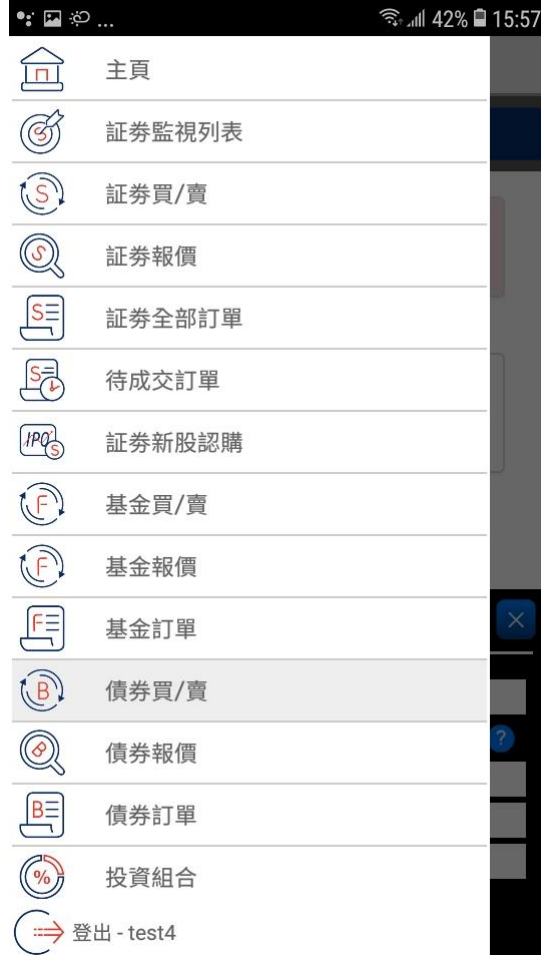 ... 42% 15:57
主頁
証券監視列表
証券買/賣
証券報價
証券全部訂單
待成交訂單
証券新股認購
基金買/賣
基金報價
基金訂單
債券買/賣
債券報價
債券訂單
投資組合
登出 - test4